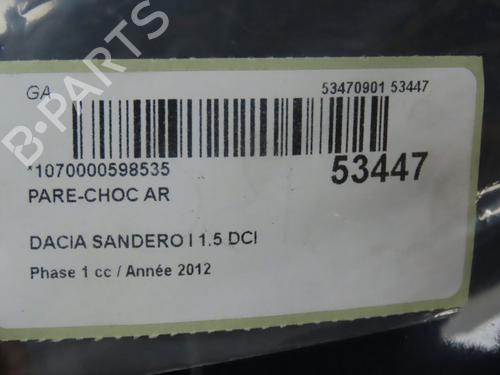 GA
53470901 53447
*1070000598535
53447
PARE-CHOC AR
DACIA SANDERO I 1.5 DCI
Phase 1 cc / Année 2012
B-PARTS